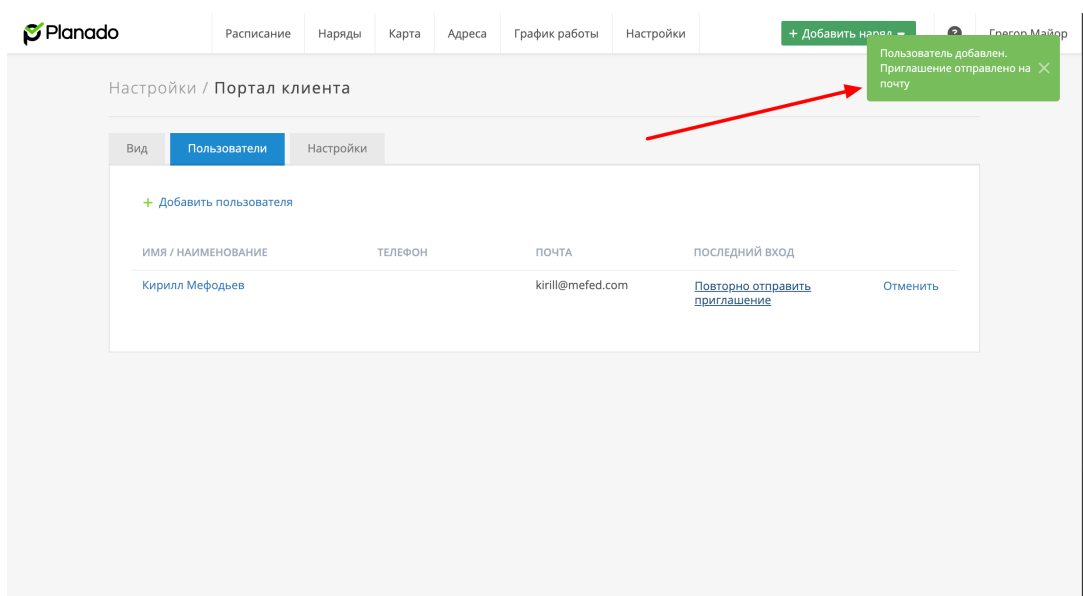 Planado
Расписание Наряды Карта Адреса График работы Настройки + Добавить наряд ? Грегор Майор
Пользователь добавлен.
Приглашение отправлено на
почту
Настройки / Портал клиента
Вид Пользователи Настройки
+ Добавить пользователя
ИМЯ / НАИМЕНОВАНИЕ ТЕЛЕФОН ПОЧТА ПОСЛЕДНИЙ ВХОД
Кирилл Мефодьев kirill@mefed.com Повторно отправить Отменить
приглашение